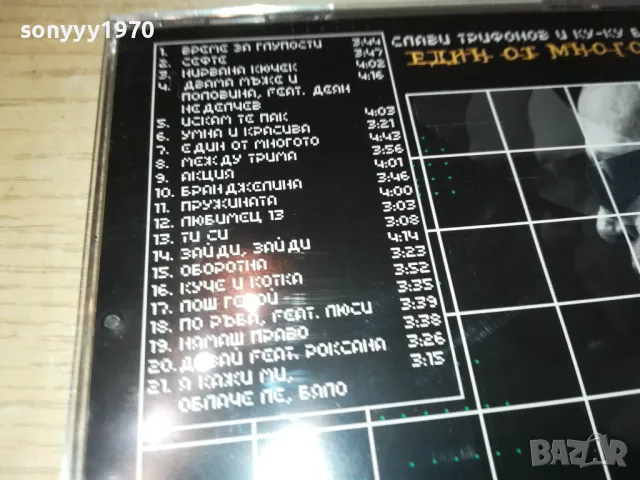 sonyyy1970
СЛАВИ ТРИФОНОВ И КУ-КУ Б
ЕДИН ОТ МНОГО
1. ВРЕМЕ ЗА ГЛУПОСТИ 3:44
2. СЕФТЕ 3:47
3. НИРВАНА КЮЧЕК 4:02
4. ДВАМА МЪЖЕ И 4:16
ПОЛОВИНА, FEAT. ДЕАН
НЕДЕЛЧЕВ
5. ИСКАМ ТЕ ПАК 4:03
6. УМНА И КРАСИВА 3:21
7. ЕДИН ОТ МНОГОТО 4:43
8. МЕЖДУ ТРИМА 3:56
9. АКЦИЯ 4:01
10. БРАНДЖЕЛИНА 3:46
11. ПРУЖИНАТА 4:00
12. ЛЮБИМЕЦ 13 3:03
13. ТИ СИ 3:08
14. ЗАЙДИ, ЗАЙДИ 4:14
15. ОБОРОТНА 3:23
16. КУЧЕ И КОТКА 3:52
17. ЛОШ ГЕРОЙ 3:35
18. ПО РЪБА, FEAT. ЛЮСИ 3:39
19. НЯМАШ ПРАВО 3:38
20. ДАВАЙ FEAT. РОКСАНА 3:26
21. Я КАЖИ МИ, 3:15
ОБЛАЧЕ ЛЕ, БЯЛО
BAZAR
bg